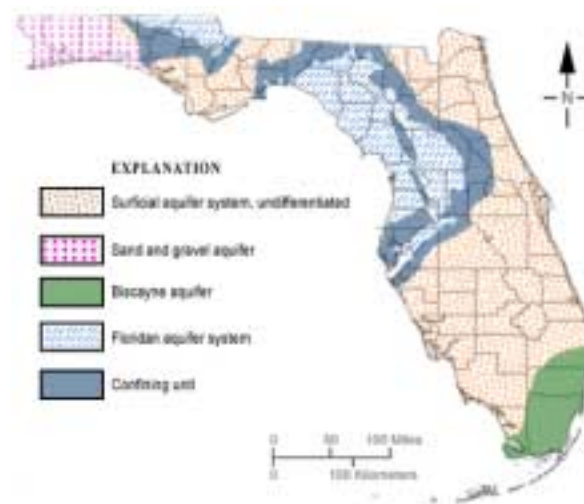 N
EXPLANATION
Surficial aquifer system, undifferentiated
Sand and gravel aquifer
Biscayne aquifer
Floridan aquifer system
Confining unit
0 50 100 Miles
0 100 Kilometers